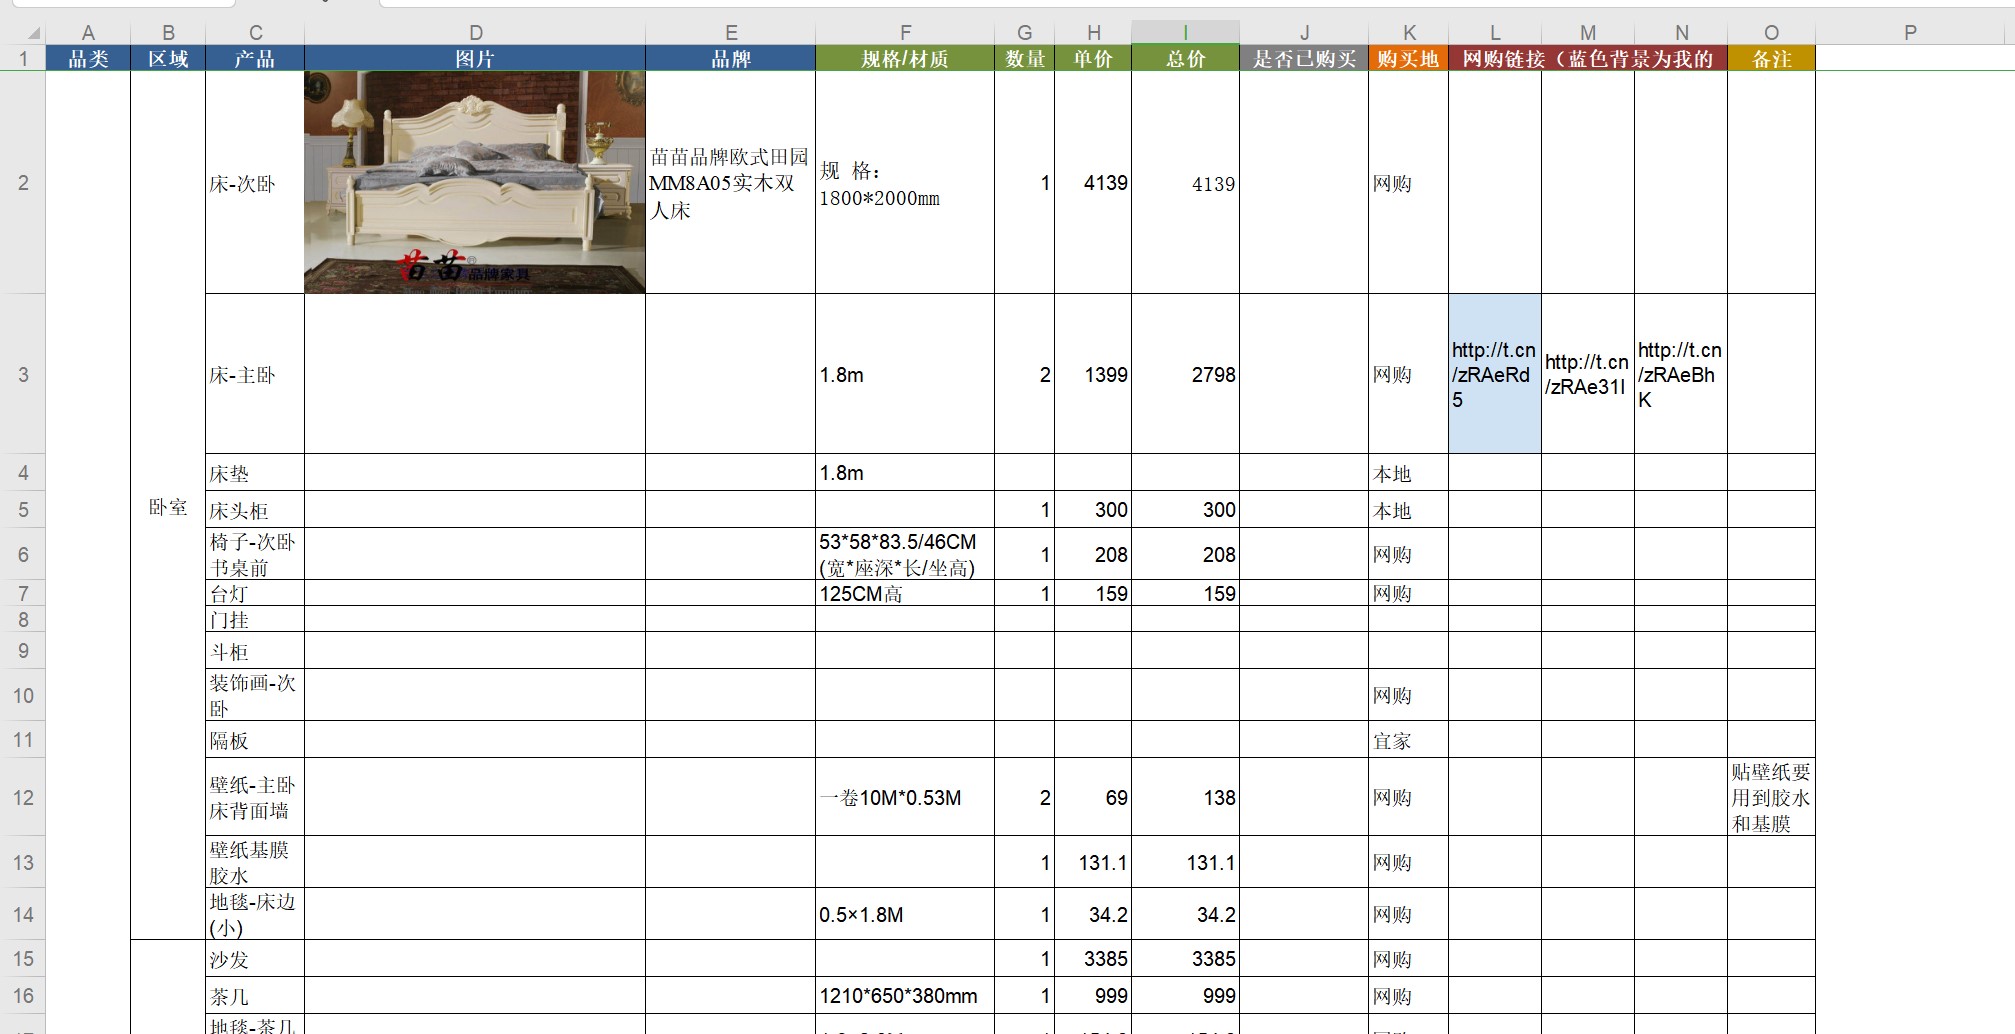 A B C D E F G H I J K L M N O P
1 品类 区域 产品 图片 品牌 规格/材质 数量 单价 总价 是否已购买 购买地 网购链接（蓝色背景为我的 备注
2 床-次卧
苗苗®
品牌家具
苗苗品牌欧式田园
MM8A05实木双
人床
规 格：
1800*2000mm
1 4139 4139 网购
3 床-主卧 1.8m 2 1399 2798 网购
http://t.cn
/zRAeRd
5
http://t.cn
/zRAe31l
http://t.cn
/zRAeBh
K
4 床垫 1.8m 本地
卧室
5 床头柜 1 300 300 本地
6 椅子-次卧
书桌前
53*58*83.5/46CM
(宽*座深*长/坐高)
1 208 208 网购
7 台灯 125CM高 1 159 159 网购
8 门挂
9 斗柜
10 装饰画-次
卧
网购
11 隔板 宜家
12 壁纸-主卧
床背面墙
一卷10M*0.53M 2 69 138 网购
贴壁纸要
用到胶水
和基膜
13 壁纸基膜
胶水
1 131.1 131.1 网购
14 地毯-床边
(小)
0.5×1.8M 1 34.2 34.2 网购
15 沙发 1 3385 3385 网购
16 茶几 1210*650*380mm 1 999 999 网购
地毯-茶几